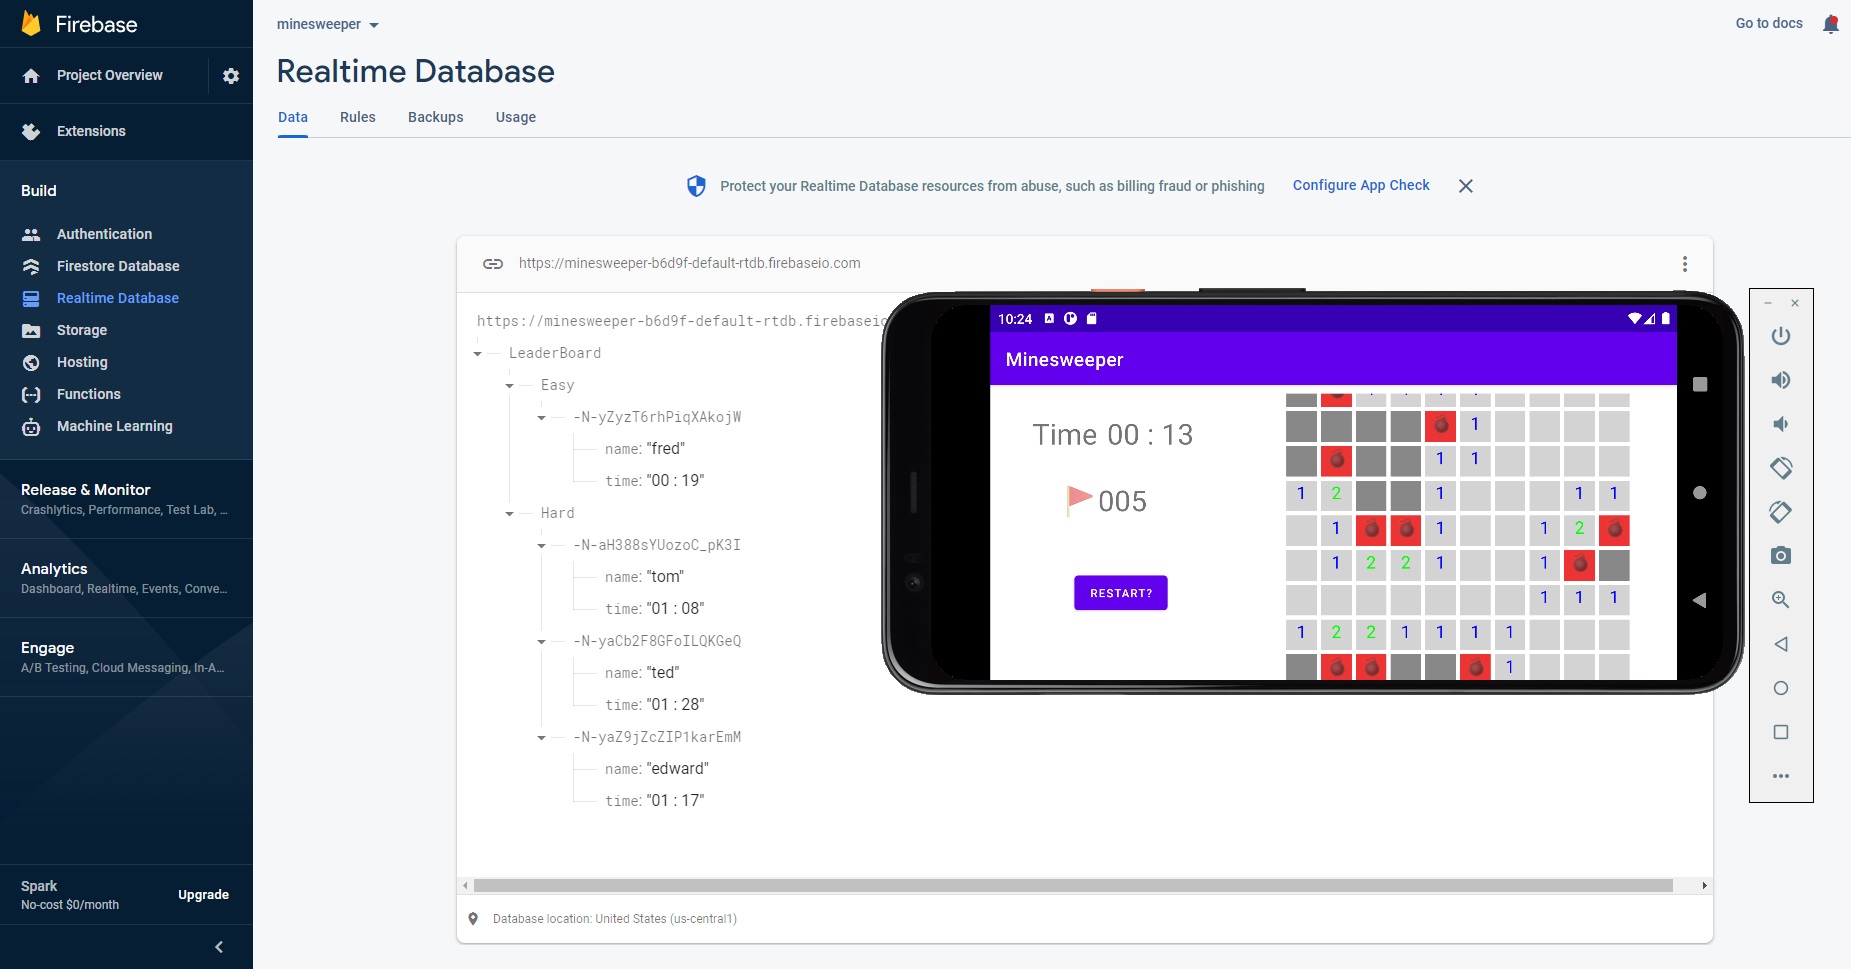 Firebase
Project Overview
Extensions
Build
Authentication
Firestore Database
Realtime Database
Storage
Hosting
Functions
Machine Learning
Release & Monitor
Crashlytics, Performance, Test Lab, ...
Analytics
Dashboard, Realtime, Events, Conve...
Engage
A/B Testing, Cloud Messaging, In-A...
Spark
No-cost $0/month
Upgrade
minesweeper
Go to docs
Realtime Database
Data Rules Backups Usage
Protect your Realtime Database resources from abuse, such as billing fraud or phishing Configure App Check
https://minesweeper-b6d9f-default-rtdb.firebaseio.com
https://minesweeper-b6d9f-default-rtdb.firebaseio
LeaderBoard
Easy
-N-yZyzT6rhPiqXAkojW
name: "fred"
time: "00 : 19"
Hard
-N-aH388sYUozoC_pK3I
name: "tom"
time: "01 : 08"
-N-yaCb2F8GFoILQKGeQ
name: "ted"
time: "01 : 28"
-N-yaZ9jZcZIP1karEmM
name: "edward"
time: "01 : 17"
Database location: United States (us-central1)
10:24
Minesweeper
Time 00 : 13
005
RESTART?
1
1 1
1 2 1 1 1
1 1 1 2
1 2 2 1 1
1 1 1
1 2 2 1 1 1 1
1